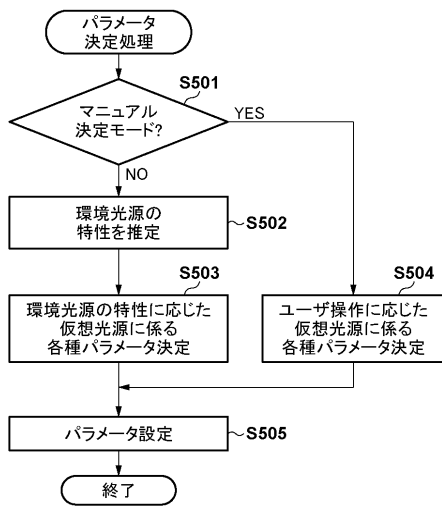 パラメータ
決定処理
S501
マニュアル
決定モード?
YES
NO
環境光源の
特性を推定
S502
S503
環境光源の特性に応じた
仮想光源に係る
各種パラメータ決定
S504
ユーザ操作に応じた
仮想光源に係る
各種パラメータ決定
パラメータ設定
S505
終了